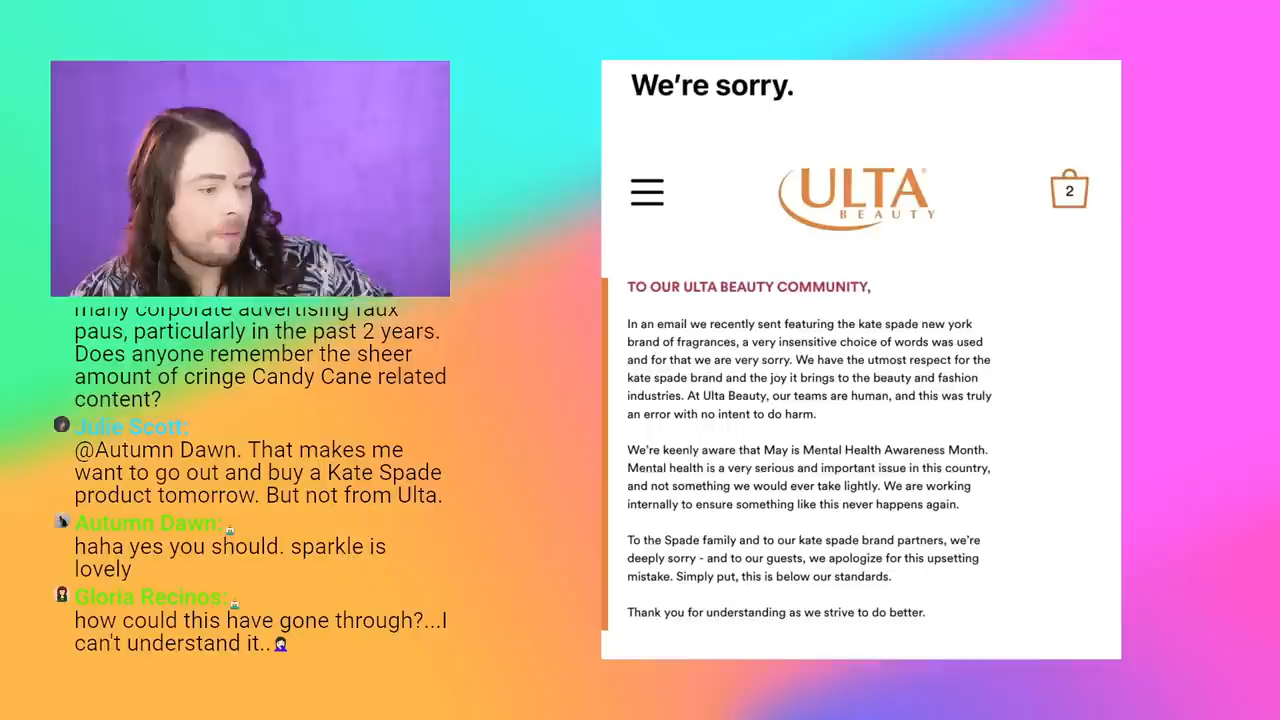 many corporate advertising faux
paus, particularly in the past 2 years.
Does anyone remember the sheer
amount of cringe Candy Cane related
content?
Julie Scott:
@Autumn Dawn. That makes me
want to go out and buy a Kate Spade
product tomorrow. But not from Ulta.
Autumn Dawn:
haha yes you should. sparkle is
lovely
Gloria Recinos:
how could this have gone through?...I
can't understand it..
We're sorry.
ULTA
BEAUTY
2
TO OUR ULTA BEAUTY COMMUNITY,
In an email we recently sent featuring the kate spade new york
brand of fragrances, a very insensitive choice of words was used
and for that we are very sorry. We have the utmost respect for the
kate spade brand and the joy it brings to the beauty and fashion
industries. At Ulta Beauty, our teams are human, and this was truly
an error with no intent to do harm.
We're keenly aware that May is Mental Health Awareness Month.
Mental health is a very serious and important issue in this country,
and not something we would ever take lightly. We are working
internally to ensure something like this never happens again.
To the Spade family and to our kate spade brand partners, we're
deeply sorry - and to our guests, we apologize for this upsetting
mistake. Simply put, this is below our standards.
Thank you for understanding as we strive to do better.